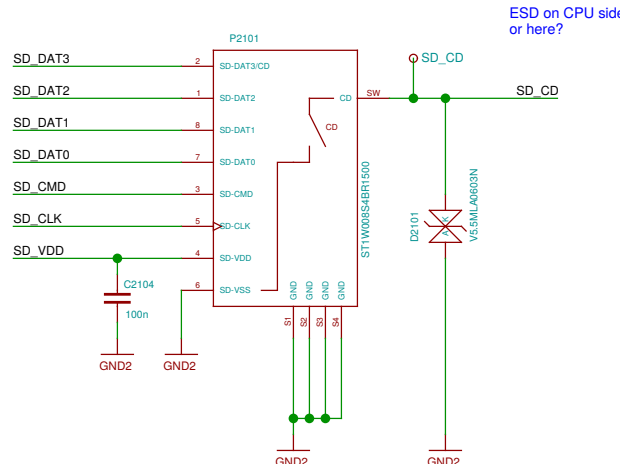 ESD on CPU side
or here?
P2101
SD_DAT3 2 SD-DAT3/CD
SD_DAT2 1 SD-DAT2
SD_DAT1 8 SD-DAT1
SD_DAT0 7 SD-DAT0
SD_CMD 3 SD-CMD
SD_CLK 5 SD-CLK
SD_VDD 4 SD-VDD
6 SD-VSS
CD SW
CD
SD_CD
SD_CD
ST1W008S4BR1500
D2101
A K
V5.5MLA0603N
C2104
100n
GND GND GND GND
S1 S2 S3 S4
GND2
GND2
GND2
GND2